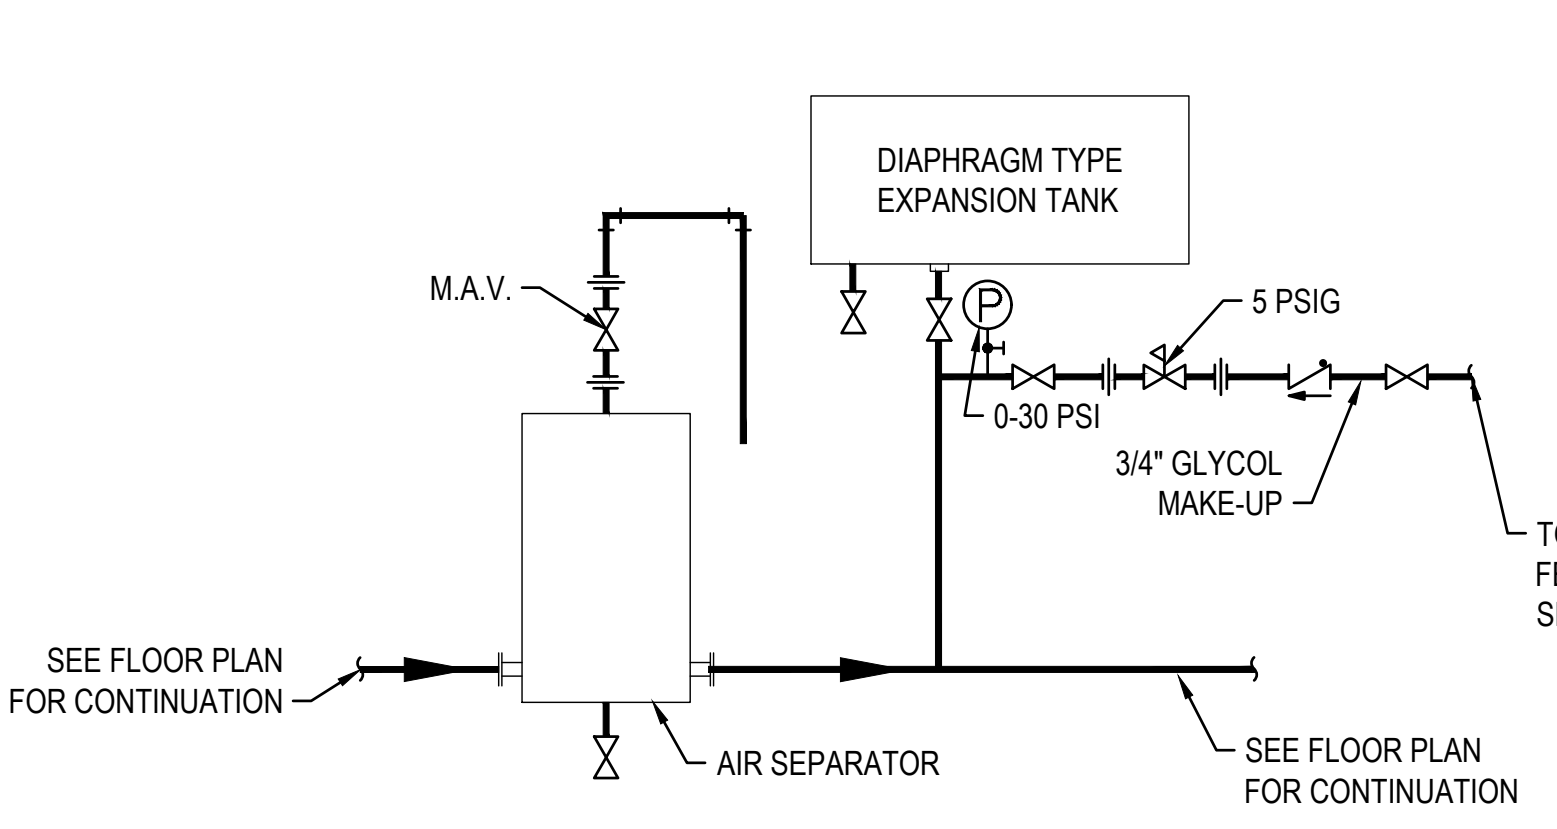 DIAPHRAGM TYPE
EXPANSION TANK
M.A.V.
P
5 PSIG
0-30 PSI
3/4" GLYCOL
MAKE-UP
SEE FLOOR PLAN
FOR CONTINUATION
AIR SEPARATOR
SEE FLOOR PLAN
FOR CONTINUATION